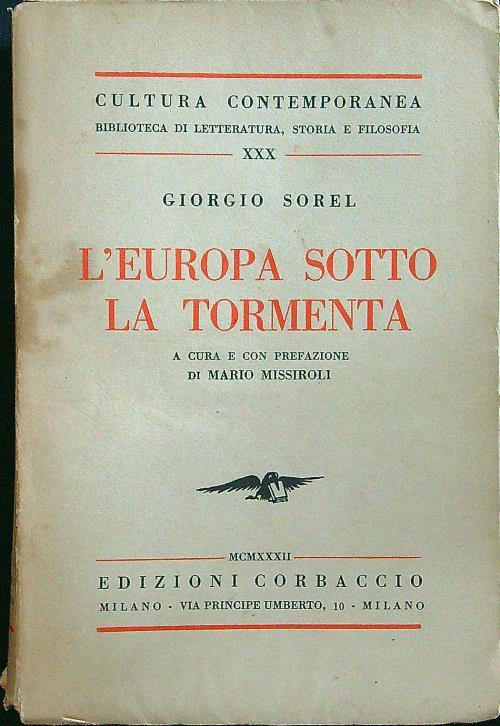 CULTURA CONTEMPORANEA
BIBLIOTECA DI LETTERATURA, STORIA E FILOSOFIA
XXX
GIORGIO SOREL
L'EUROPA SOTTO
LA TORMENTA
A CURA E CON PREFAZIONE
DI MARIO MISSIROLI
MCMXXXII
EDIZIONI CORBACCIO
MILANO - VIA PRINCIPE UMBERTO, 10 - MILANO